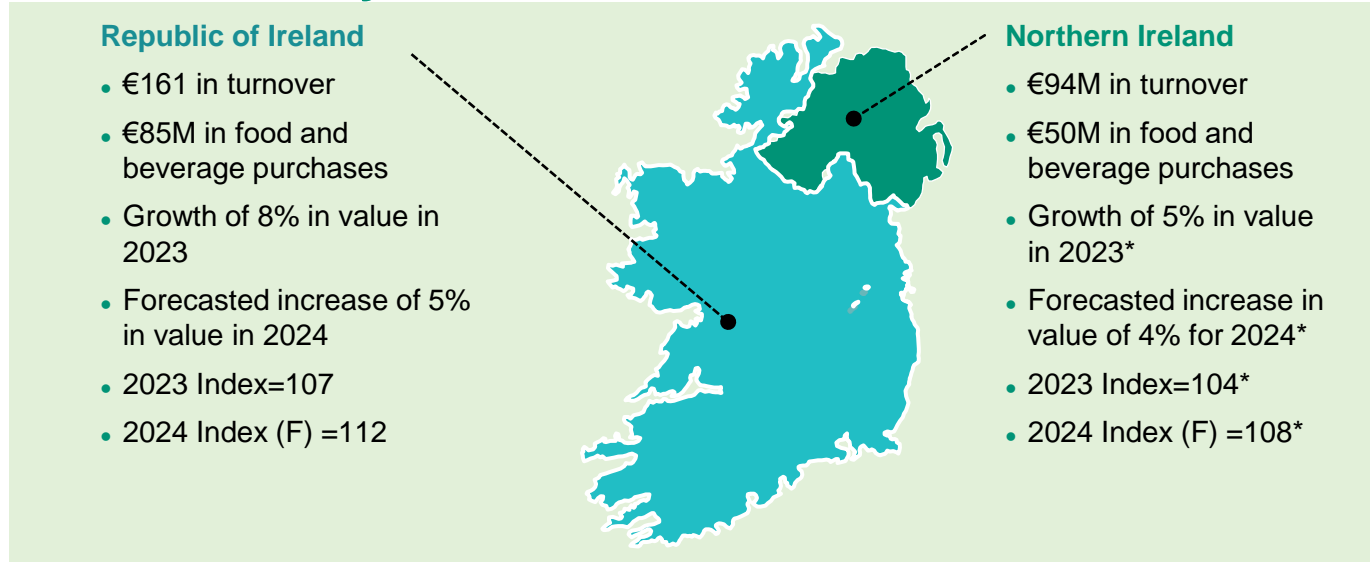 Republic of Ireland
• €161 in turnover
• €85M in food and
beverage purchases
• Growth of 8% in value in
2023
• Forecasted increase of 5%
in value in 2024
• 2023 Index=107
• 2024 Index (F) =112
Northern Ireland
• €94M in turnover
• €50M in food and
beverage purchases
• Growth of 5% in value
in 2023*
• Forecasted increase in
value of 4% for 2024*
• 2023 Index=104*
• 2024 Index (F) =108*